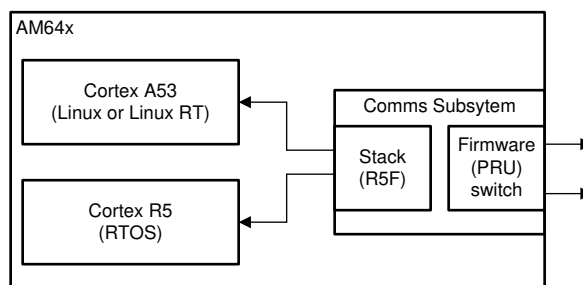 AM64x
Cortex A53
(Linux or Linux RT)
Cortex R5
(RTOS)
Comms Subsytem
Stack
(R5F)
Firmware
(PRU)
switch